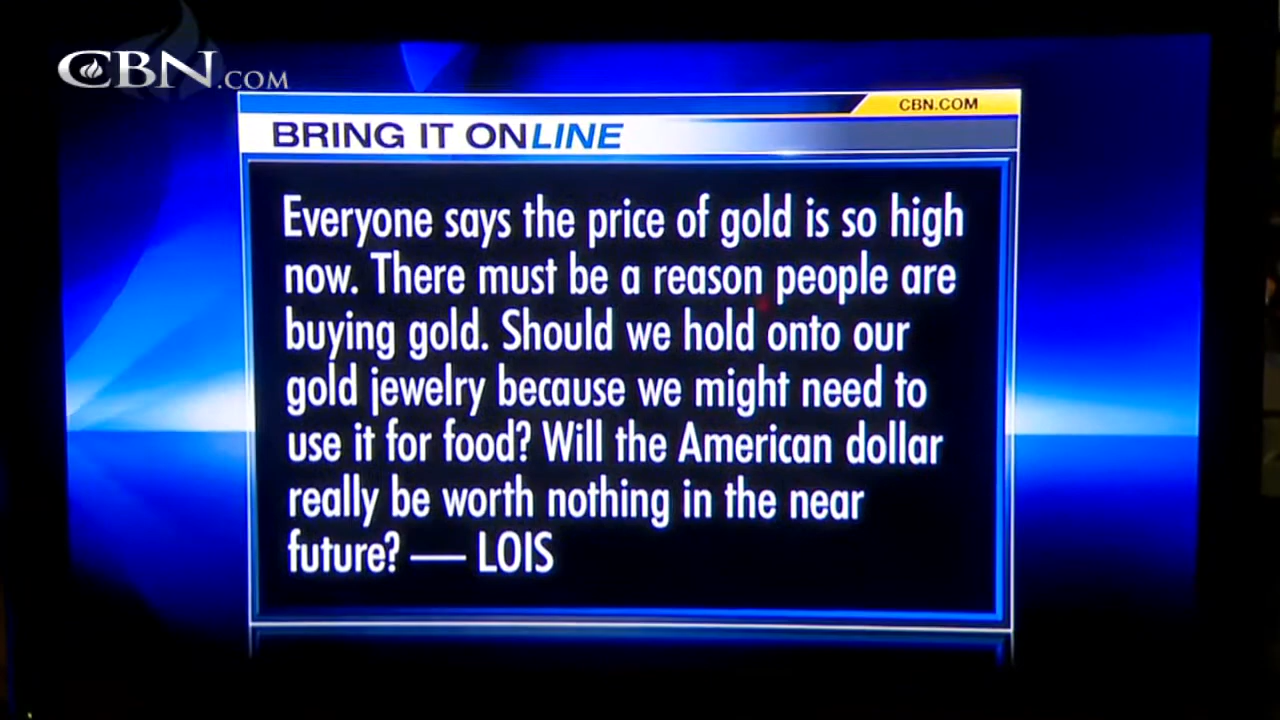 CBN.COM
CBN.COM
BRING IT ONLINE
Everyone says the price of gold is so high
now. There must be a reason people are
buying gold. Should we hold onto our
gold jewelry because we might need to
use it for food? Will the American dollar
really be worth nothing in the near
future? — LOIS